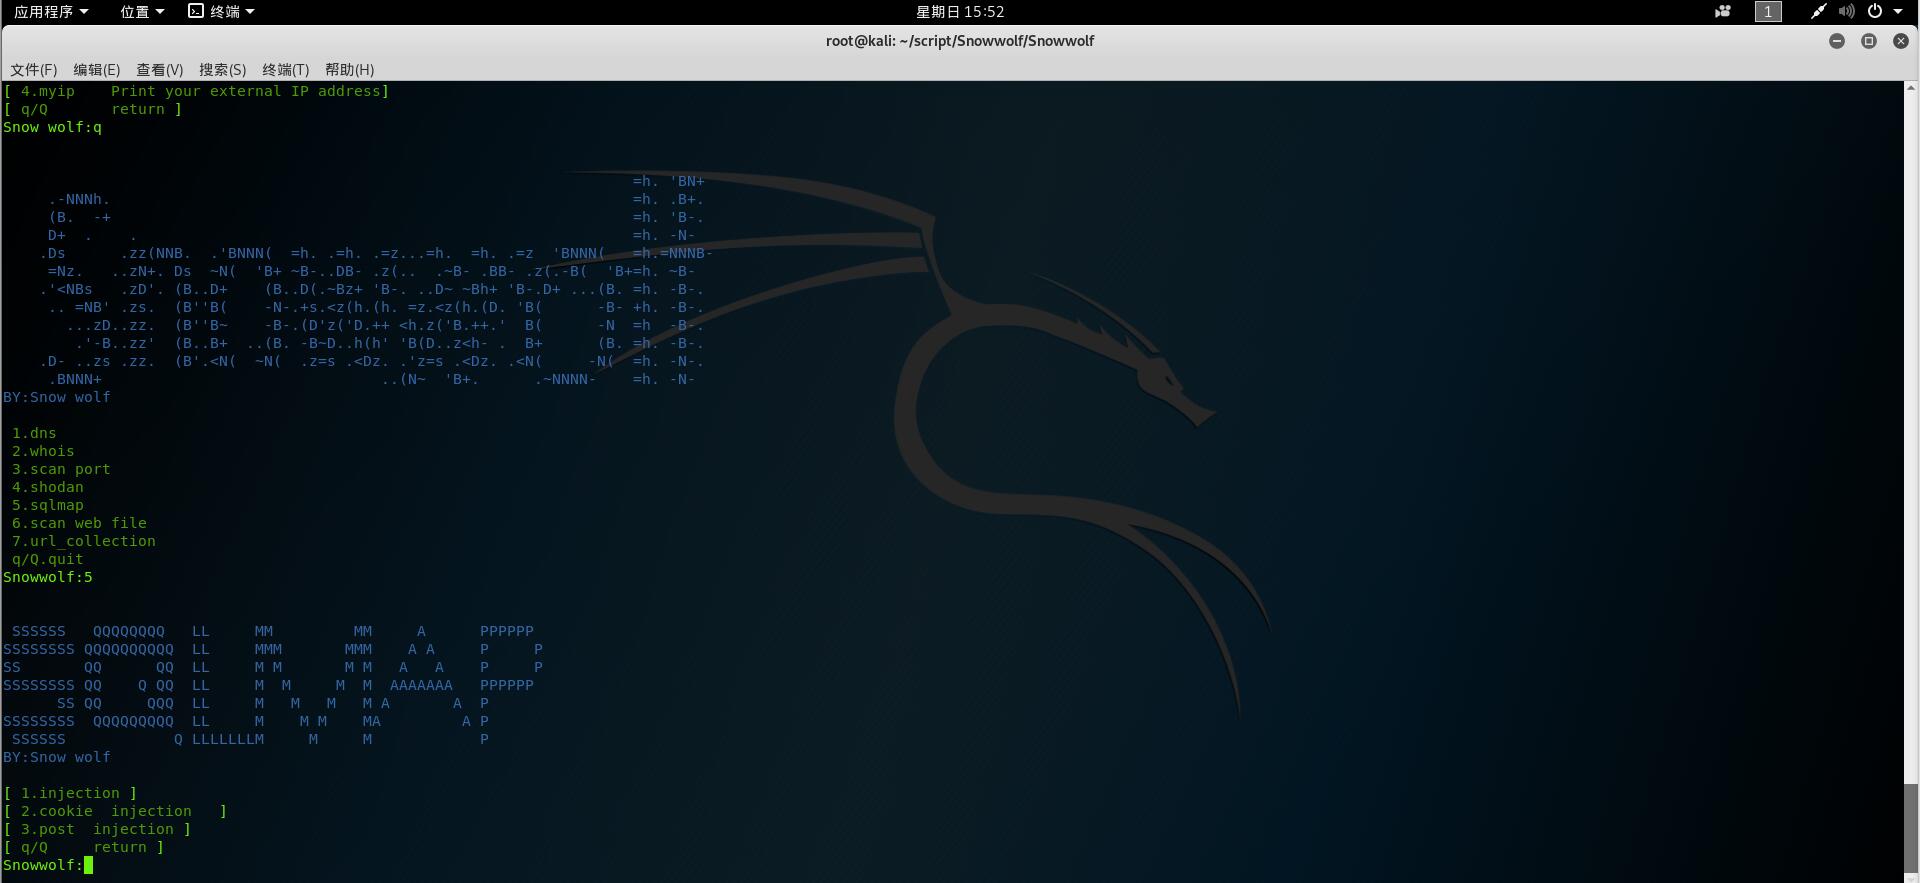 应用程序 位置 终端 星期日 15:52 1
root@kali: ~/script/Snowwolf/Snowwolf
文件(F) 编辑(E) 查看(V) 搜索(S) 终端(T) 帮助(H)
[ 4.myip    Print your external IP address]
[ q/Q       return ]
Snow wolf:q
                                                                      =h. 'BN+
     .-NNNh.                                                          =h. .B+.
     (B.  -+                                                          =h. 'B-.
     D+  .    .                                                       =h. -N-
    .Ds      .zz(NNB.  .'BNNN(  =h. .=h. .=z...=h.  =h. .=z  'BNNN(   =h.=NNNB-
     =Nz.   ..zN+. Ds  ~N(  'B+ ~B-..DB- .z(..  .~B- .BB- .z(.-B(  'B+=h. ~B-
    .'<NBs   .zD'. (B..D+    (B..D(.~Bz+ 'B-. ..D~ ~Bh+ 'B-.D+ ...(B. =h. -B-.
     .. =NB' .zs.  (B''B(    -N-.+s.<z(h.(h. =z.<z(h.(D. 'B(      -B- +h. -B-.
       ...zD..zz.  (B''B~    -B-.(D'z('D.++ <h.z('B.++.'  B(      -N  =h  -B-.
        .'-B..zz'  (B..B+  ..(B. -B~D..h(h' 'B(D..z<h- .  B+      (B. =h. -B-.
    .D- ..zs .zz.  (B'.<N(  ~N(  .z=s .<Dz. .'z=s .<Dz. .<N(     -N(  =h. -N-.
     .BNNN+                               ..(N~  'B+.      .~NNNN-    =h. -N-
BY:Snow wolf
 1.dns
 2.whois
 3.scan port
 4.shodan
 5.sqlmap
 6.scan web file
 7.url_collection
 q/Q.quit
Snowwolf:5
 SSSSSS   QQQQQQQQ   LL     MM         MM     A      PPPPPP
SSSSSSSS QQQQQQQQQQ  LL     MMM       MMM    A A     P     P
SS       QQ      QQ  LL     M M       M M   A   A    P     P
SSSSSSSS QQ    Q QQ  LL     M  M     M  M  AAAAAAA   PPPPPP
      SS QQ     QQQ  LL     M   M   M   M A       A  P
SSSSSSSS  QQQQQQQQQ  LL     M    M M    MA         A P
 SSSSSS            Q LLLLLLLM     M     M            P
BY:Snow wolf
[ 1.injection ]
[ 2.cookie  injection   ]
[ 3.post  injection ]
[ q/Q     return ]
Snowwolf: